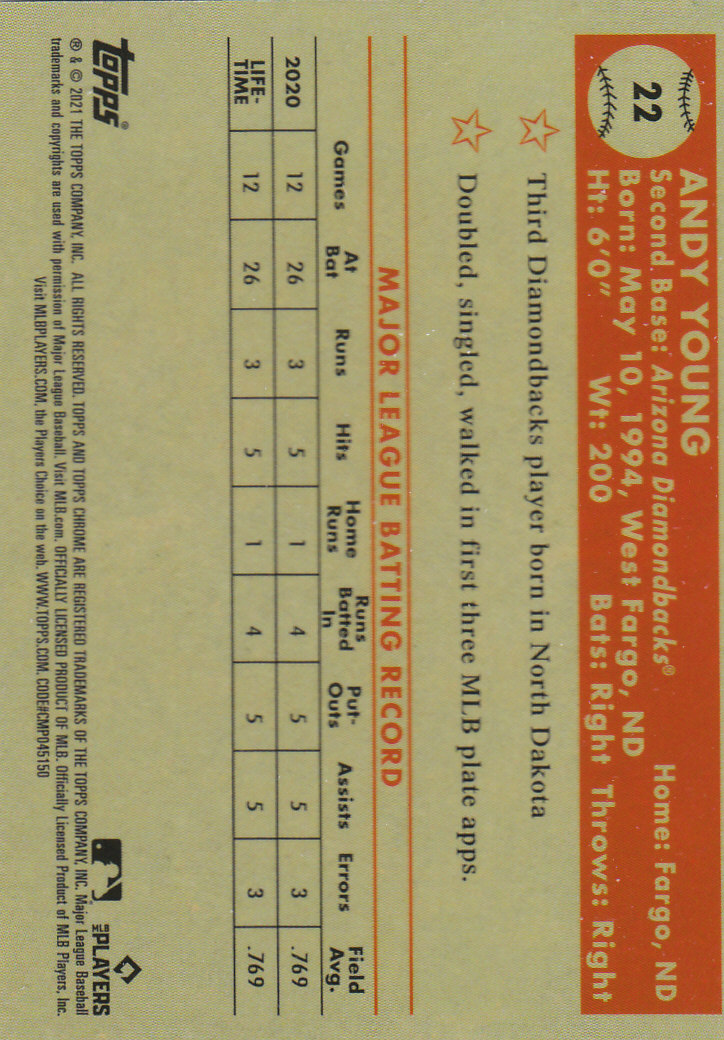 22
ANDY YOUNG
Second Base: Arizona Diamondbacks® Home: Fargo, ND
Born: May 10, 1994, West Fargo, ND
Ht: 6'0" Wt: 200 Bats: Right Throws: Right
Third Diamondbacks player born in North Dakota
Doubled, singled, walked in first three MLB plate apps.
MAJOR LEAGUE BATTING RECORD
Games At Bat Runs Hits Home Runs Runs Batted In Put-Outs Assists Errors Field Avg.
2020 12 26 3 5 1 4 5 5 3 .769
LIFE-TIME 12 26 3 5 1 4 5 5 3 .769
topps®
MLB PLAYERS
® & © 2021 THE TOPPS COMPANY, INC. ALL RIGHTS RESERVED. TOPPS AND TOPPS CHROME ARE REGISTERED TRADEMARKS OF THE TOPPS COMPANY, INC. Major League Baseball
trademarks and copyrights are used with permission of Major League Baseball. Visit MLB.com. OFFICIALLY LICENSED PRODUCT OF MLB. Officially Licensed Product of MLB Players, Inc.
Visit MLBPLAYERS.COM, the Players Choice on the web. WWW.TOPPS.COM. CODE#CMP045150